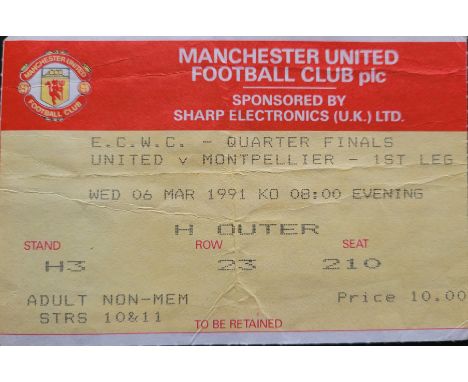 MANCHESTER UNITED
FOOTBALL CLUB plc
SPONSORED BY
SHARP ELECTRONICS (U.K.) LTD.
MANCHESTER UNITED
FOOTBALL CLUB
E.C.W.C. - QUARTER FINALS
UNITED v MONTPELLIER - 1ST LEG
WED 06 MAR 1991 KO 08:00 EVENING
H OUTER
STAND ROW SEAT
H3 23 210
ADULT NON-MEM Price 10.00
STRS 10&11
TO BE RETAINED